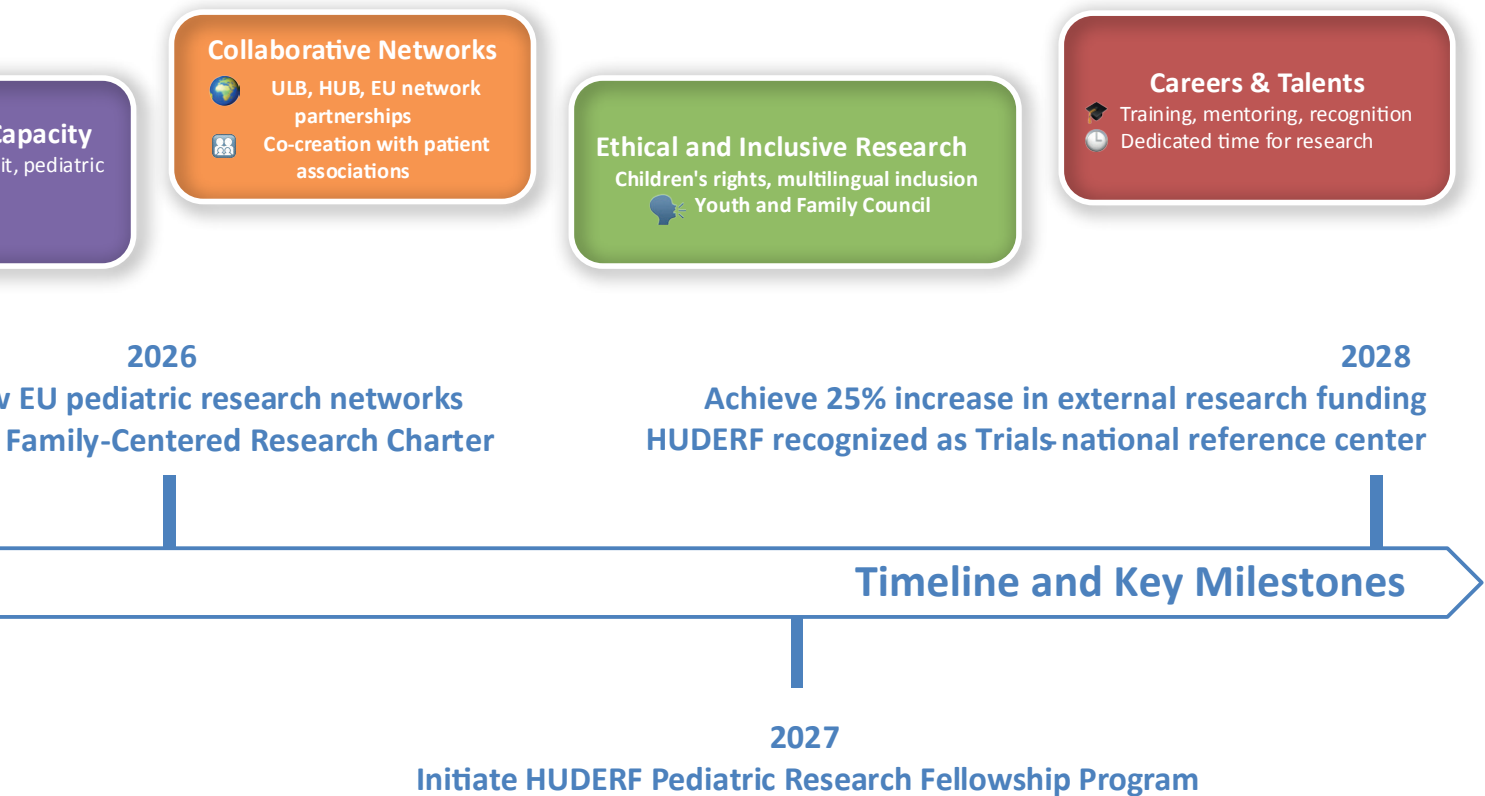 Capacity
it, pediatric
Collaborative Networks
ULB, HUB, EU network
partnerships
Co-creation with patient
associations
Ethical and Inclusive Research
Children's rights, multilingual inclusion
Youth and Family Council
Careers & Talents
Training, mentoring, recognition
Dedicated time for research
2026
EU pediatric research networks
Family-Centered Research Charter
2028
Achieve 25% increase in external research funding
HUDERF recognized as Trials-national reference center
Timeline and Key Milestones
2027
Initiate HUDERF Pediatric Research Fellowship Program